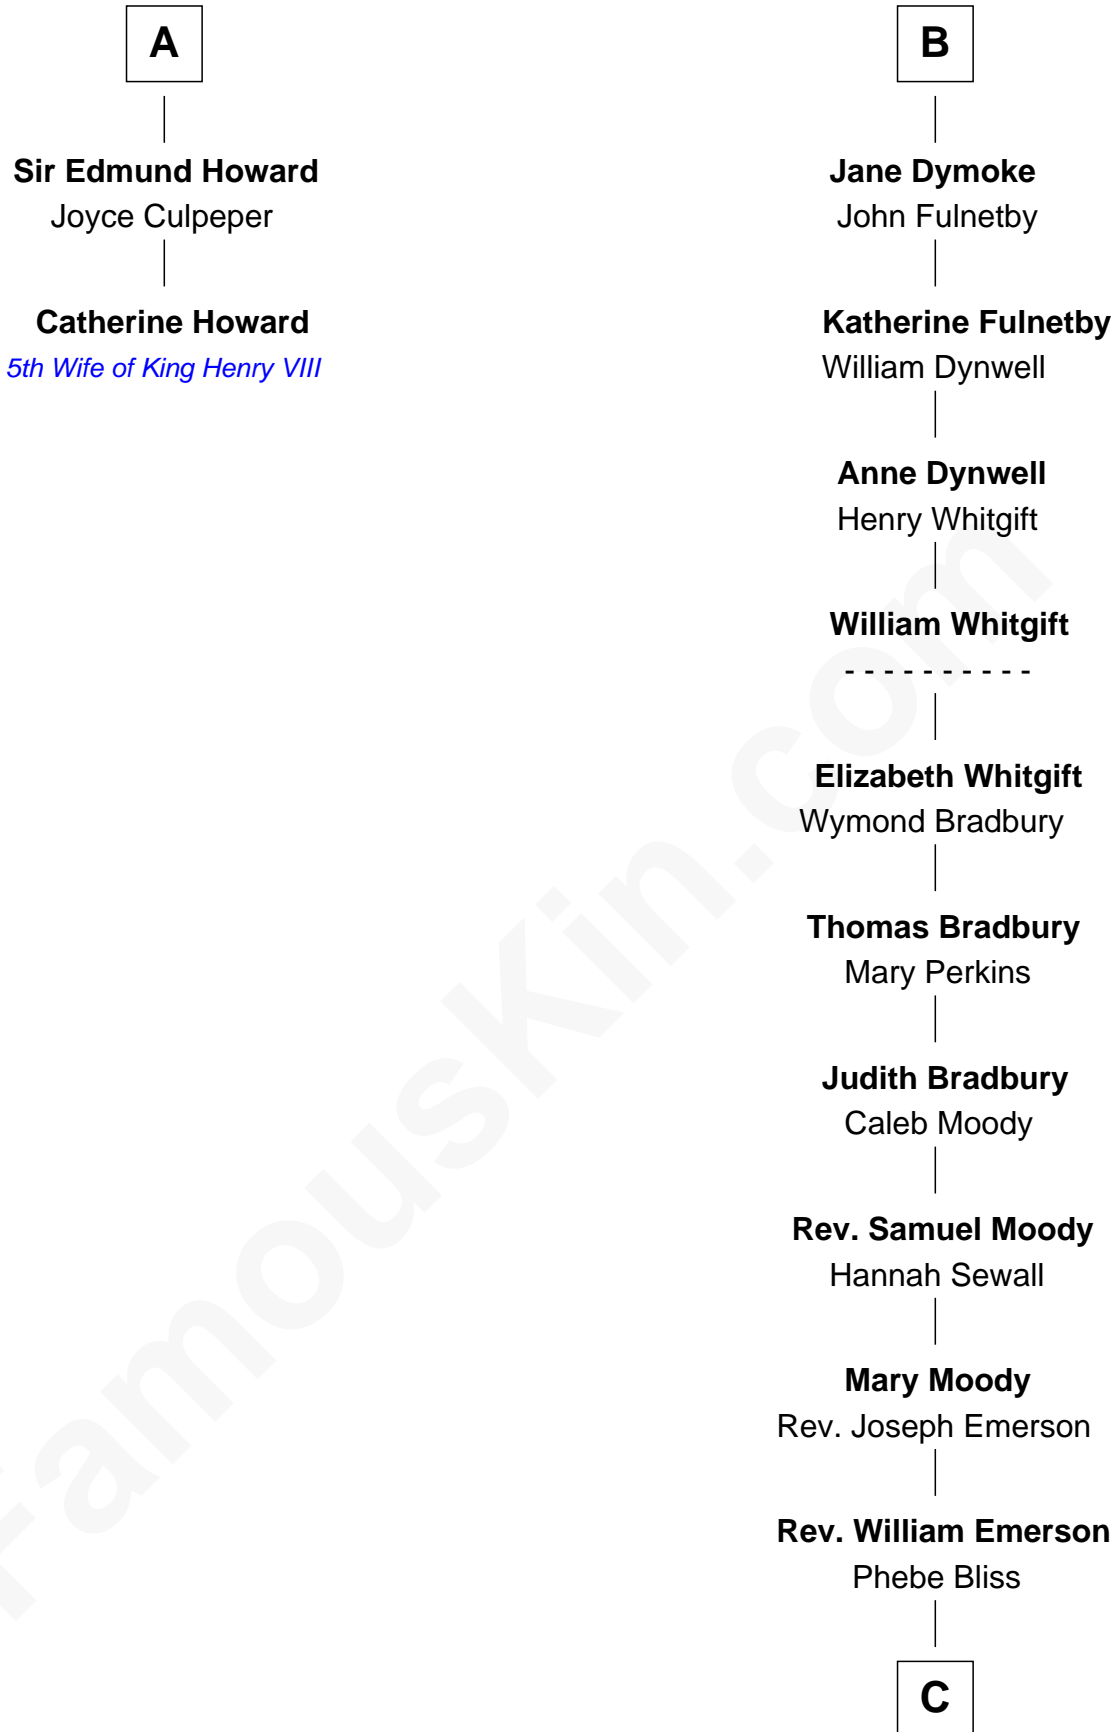 A
Sir Edmund Howard
Joyce Culpeper
Catherine Howard
5th Wife of King Henry VIII
B
Jane Dymoke
John Fulnetby
Katherine Fulnetby
William Dynwell
Anne Dynwell
Henry Whitgift
William Whitgift
- - - - - - - - - -
Elizabeth Whitgift
Wymond Bradbury
Thomas Bradbury
Mary Perkins
Judith Bradbury
Caleb Moody
Rev. Samuel Moody
Hannah Sewall
Mary Moody
Rev. Joseph Emerson
Rev. William Emerson
Phebe Bliss
C
FamousKin.com